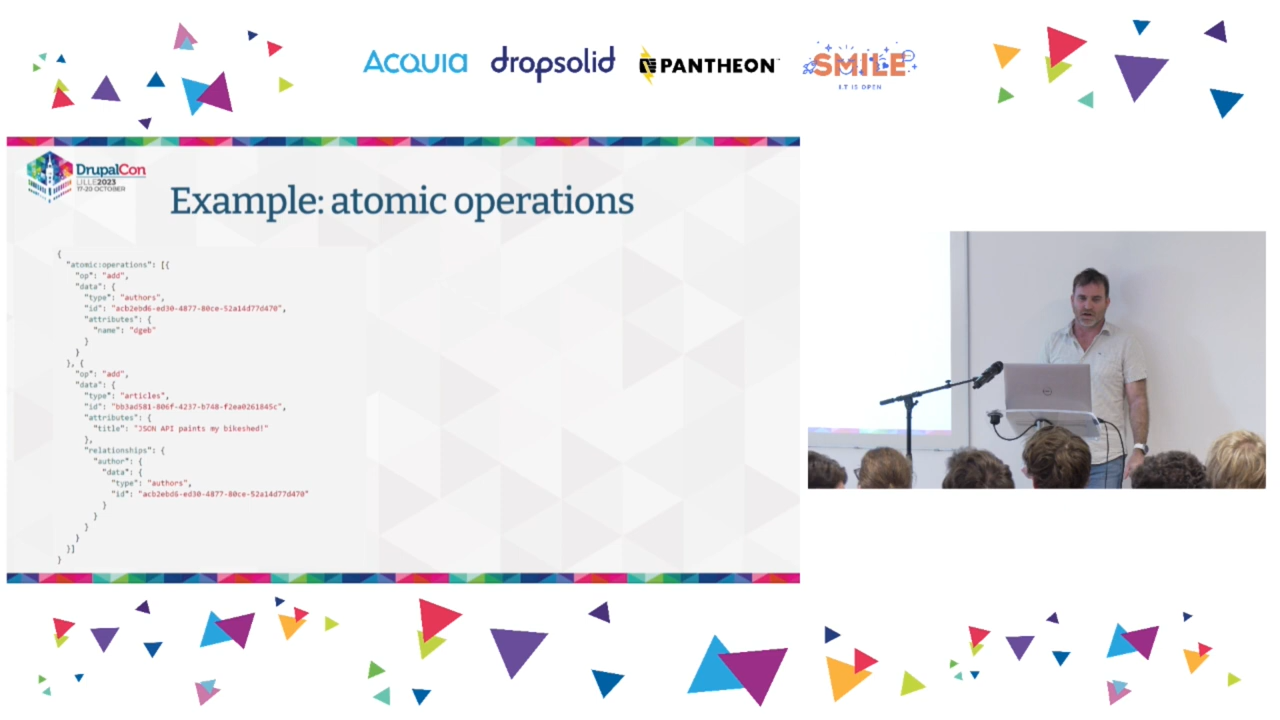 ACQUIA dropsolid PANTHEON SMILE
I.T IS OPEN
DrupalCon
LILLE2023
17-20 OCTOBER
Example: atomic operations
{
"atomic:operations": [{
"op": "add",
"data": {
"type": "authors",
"id": "acb2ebd6-ed30-4877-80ce-52a14d77d470",
"attributes": {
"name": "dgeb"
}
}
}, {
"op": "add",
"data": {
"type": "articles",
"id": "bb3ad581-806f-4237-b748-f2ea0261845c",
"attributes": {
"title": "JSON API paints my bikeshed!"
},
"relationships": {
"author": {
"data": {
"type": "authors",
"id": "acb2ebd6-ed30-4877-80ce-52a14d77d470"
}
}
}
}
}]
}